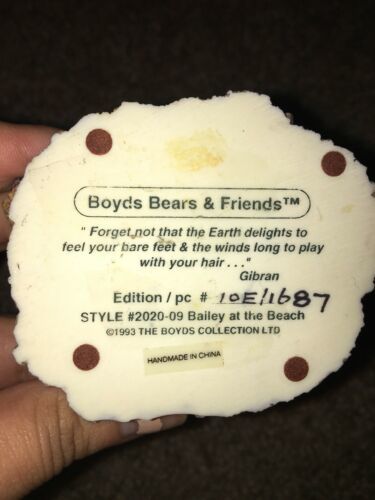 Boyds Bears & Friends™
" Forget not that the Earth delights to
feel your bare feet & the winds long to play
with your hair . . ."
Gibran
Edition / pc # 10E/1687
STYLE #2020-09 Bailey at the Beach
©1993 THE BOYDS COLLECTION LTD
HANDMADE IN CHINA